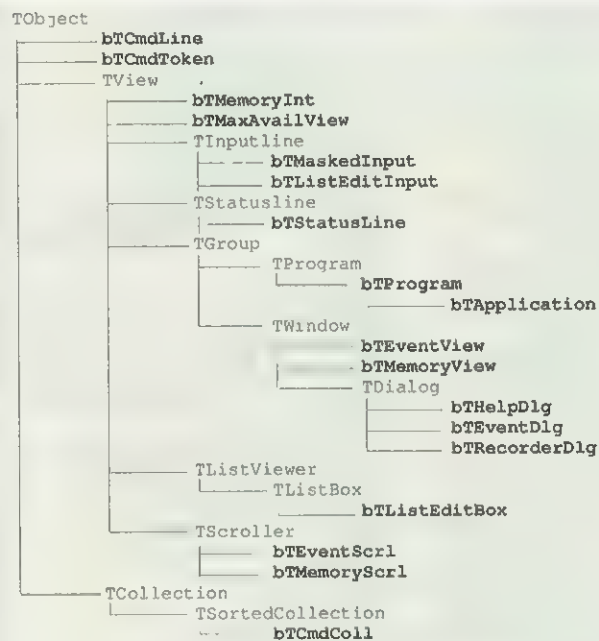 TObject
bTCmdLine
bTCmdToken
TView
bTMemoryInt
bTMaxAvailView
TInputline
bTMaskedInput
bTListEditInput
TStatusline
bTStatusLine
TGroup
TProgram
bTProgram
bTApplication
TWindow
bTEventView
bTMemoryView
TDialog
bTHelpDlg
bTEventDlg
bTRecorderDlg
TListViewer
TListBox
bTListEditBox
TScroller
bTEventScrl
bTMemoryScrl
TCollection
TSortedCollection
bTCmdColl